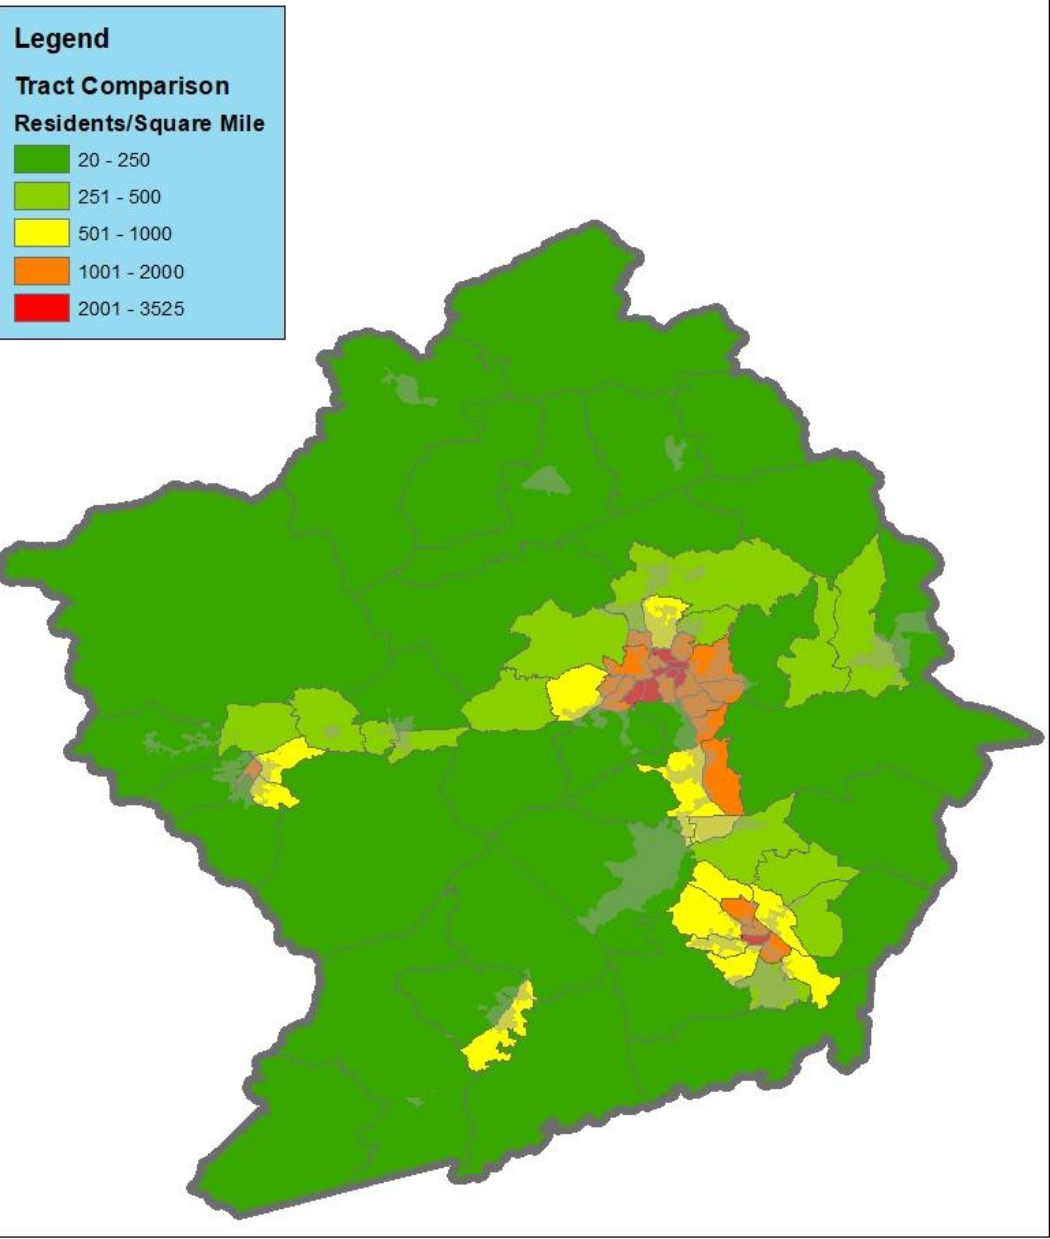 Legend
Tract Comparison
Residents/Square Mile
20 - 250
251 - 500
501 - 1000
1001 - 2000
2001 - 3525